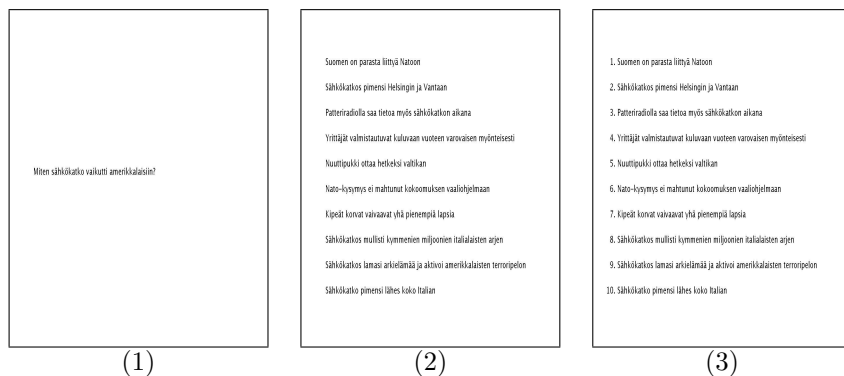 Miten sähkökatko vaikutti amerikkalaisiin?
(1)
Suomen on parasta liittyä Natoon
Sähkökatkos pimensi Helsingin ja Vantaan
Patteriradiolla saa tietoa myös sähkökatkon aikana
Yrittäjät valmistautuvat kuluvaan vuoteen varovaisen myönteisesti
Nuuttipukki ottaa hetkeksi valtikan
Nato-kysymys ei mahtunut kokoomuksen vaaliohjelmaan
Kipeät korvat vaivaavat yhä pienempiä lapsia
Sähkökatkos mullisti kymmenien miljoonien italialaisten arjen
Sähkökatkos lamasi arkielämää ja aktivoi amerikkalaisten terroripelon
Sähkökatko pimensi lähes koko Italian
(2)
1. Suomen on parasta liittyä Natoon
2. Sähkökatkos pimensi Helsingin ja Vantaan
3. Patteriradiolla saa tietoa myös sähkökatkon aikana
4. Yrittäjät valmistautuvat kuluvaan vuoteen varovaisen myönteisesti
5. Nuuttipukki ottaa hetkeksi valtikan
6. Nato-kysymys ei mahtunut kokoomuksen vaaliohjelmaan
7. Kipeät korvat vaivaavat yhä pienempiä lapsia
8. Sähkökatkos mullisti kymmenien miljoonien italialaisten arjen
9. Sähkökatkos lamasi arkielämää ja aktivoi amerikkalaisten terroripelon
10. Sähkökatko pimensi lähes koko Italian
(3)